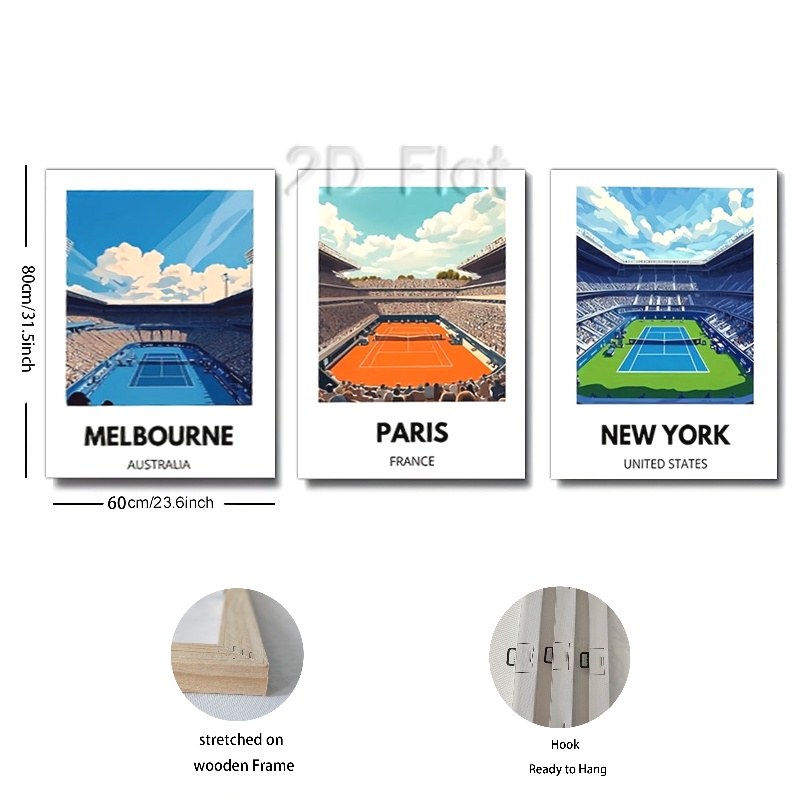 2D Flat
80cm/31.5inch
MELBOURNE
AUSTRALIA
PARIS
FRANCE
NEW YORK
UNITED STATES
60cm/23.6inch
stretched on
wooden Frame
Hook
Ready to Hang